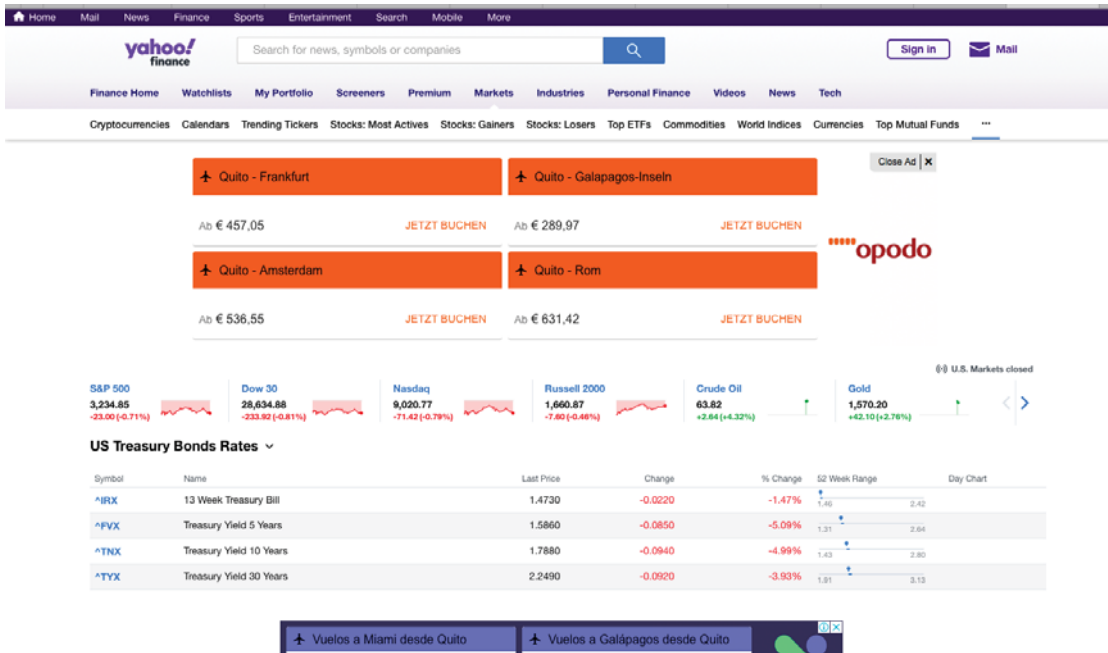 Home Mail News Finance Sports Entertainment Search Mobile More
yahoo!
finance
Search for news, symbols or companies
Sign in Mail
Finance Home Watchlists My Portfolio Screeners Premium Markets Industries Personal Finance Videos News Tech
Cryptocurrencies Calendars Trending Tickers Stocks: Most Actives Stocks: Gainers Stocks: Losers Top ETFs Commodities World Indices Currencies Top Mutual Funds ...
Close Ad X
Quito - Frankfurt Quito - Galapagos-Inseln
Ab € 457,05 JETZT BUCHEN Ab € 289,97 JETZT BUCHEN
opodo
Quito - Amsterdam Quito - Rom
Ab € 536,55 JETZT BUCHEN Ab € 631,42 JETZT BUCHEN
U.S. Markets closed
S&P 500 Dow 30 Nasdaq Russell 2000 Crude Oil Gold
3,234.85 28,634.88 9,020.77 1,660.87 63.82 1,570.20
-23.00 (-0.71%) -233.92 (-0.81%) -71.42 (-0.79%) -7.60 (-0.46%) +2.64 (+4.32%) +42.10 (+2.76%)
US Treasury Bonds Rates
Symbol Name Last Price Change % Change 52 Week Range Day Chart
^IRX 13 Week Treasury Bill 1.4730 -0.0220 -1.47% 1.46 2.42
^FVX Treasury Yield 5 Years 1.5860 -0.0850 -5.09% 1.31 2.64
^TNX Treasury Yield 10 Years 1.7880 -0.0940 -4.99% 1.43 2.80
^TYX Treasury Yield 30 Years 2.2490 -0.0920 -3.93% 1.91 3.13
Vuelos a Miami desde Quito Vuelos a Galápagos desde Quito